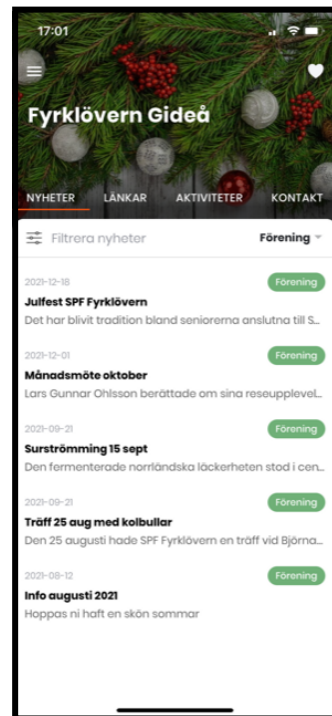 17:01
Fyrklövern Gideå
NYHETER LÄNKAR AKTIVITETER KONTAKT
Filtrera nyheter Förening
2021-12-18 Förening
Julfest SPF Fyrklövern
Det har blivit tradition bland seniorerna anslutna till S...
2021-12-01 Förening
Månadsmöte oktober
Lars Gunnar Ohlsson berättade om sina reseupplevel...
2021-09-21 Förening
Surströmming 15 sept
Den fermenterade norrländska läckerheten stod i cen...
2021-09-21 Förening
Träff 25 aug med kolbullar
Den 25 augusti hade SPF Fyrklövern en träff vid Björna...
2021-08-12 Förening
Info augusti 2021
Hoppas ni haft en skön sommar